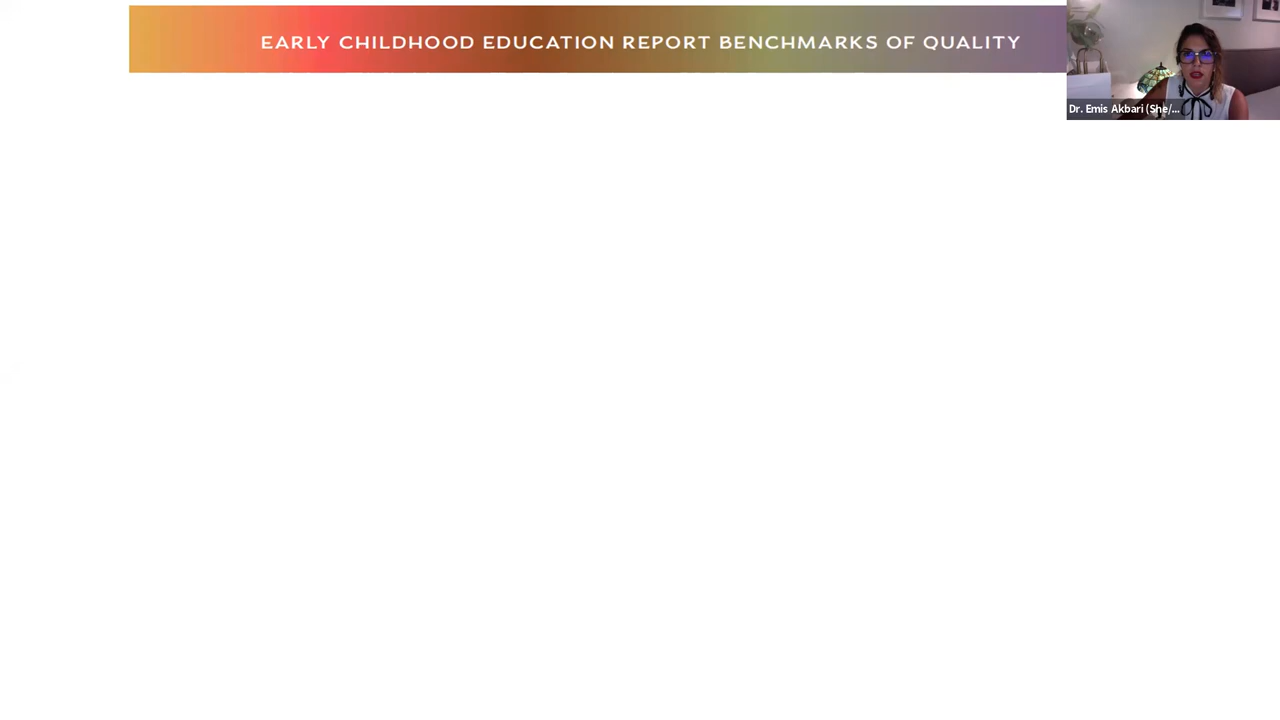 EARLY CHILDHOOD EDUCATION REPORT BENCHMARKS OF QUALITY
Dr. Emis Akbari (She/...